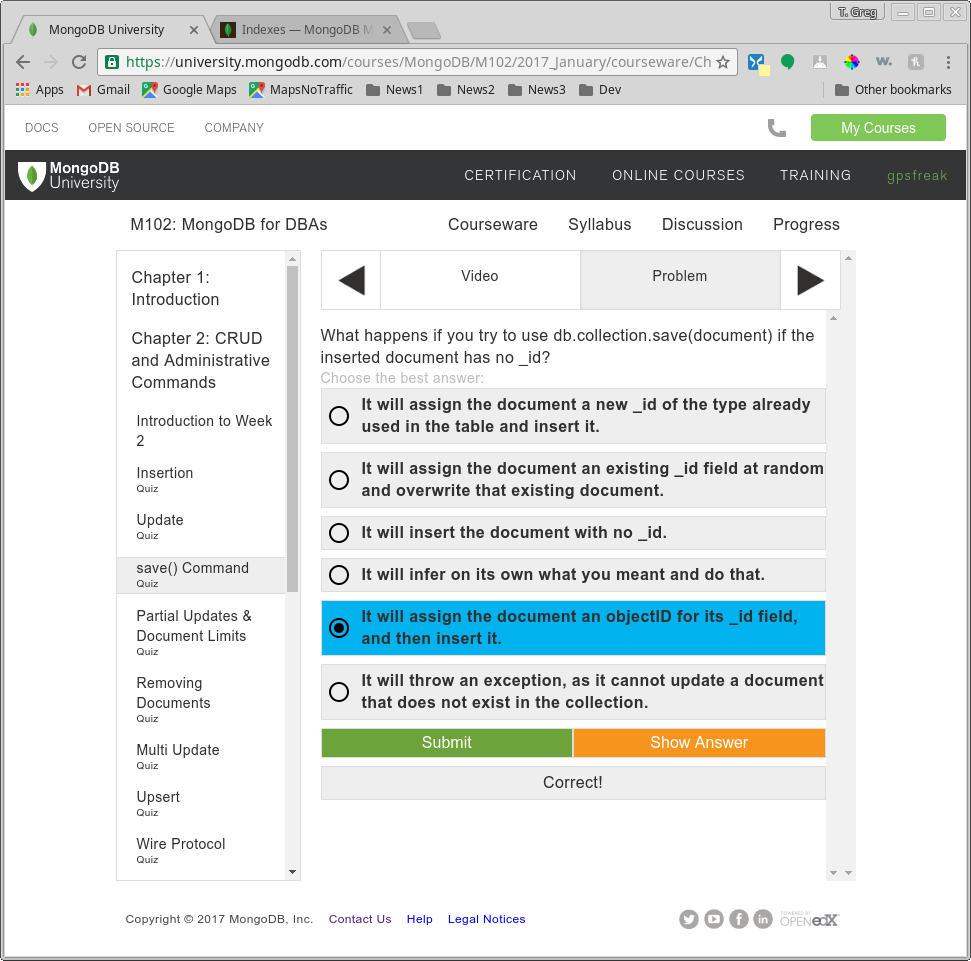 T. Greg
MongoDB University
Indexes — MongoDB M
https://university.mongodb.com/courses/MongoDB/M102/2017_January/courseware/Ch
Apps Gmail Google Maps MapsNoTraffic News1 News2 News3 Dev Other bookmarks
DOCS OPEN SOURCE COMPANY My Courses
MongoDB
University
CERTIFICATION ONLINE COURSES TRAINING gpsfreak
M102: MongoDB for DBAs Courseware Syllabus Discussion Progress
Chapter 1:
Introduction
Chapter 2: CRUD
and Administrative
Commands
Introduction to Week
2
Insertion
Quiz
Update
Quiz
save() Command
Quiz
Partial Updates &
Document Limits
Quiz
Removing
Documents
Quiz
Multi Update
Quiz
Upsert
Quiz
Wire Protocol
Quiz
Video Problem
What happens if you try to use db.collection.save(document) if the
inserted document has no _id?
Choose the best answer:
It will assign the document a new _id of the type already
used in the table and insert it.
It will assign the document an existing _id field at random
and overwrite that existing document.
It will insert the document with no _id.
It will infer on its own what you meant and do that.
It will assign the document an objectID for its _id field,
and then insert it.
It will throw an exception, as it cannot update a document
that does not exist in the collection.
Submit Show Answer
Correct!
Copyright © 2017 MongoDB, Inc. Contact Us Help Legal Notices
POWERED BY
OPEN edX